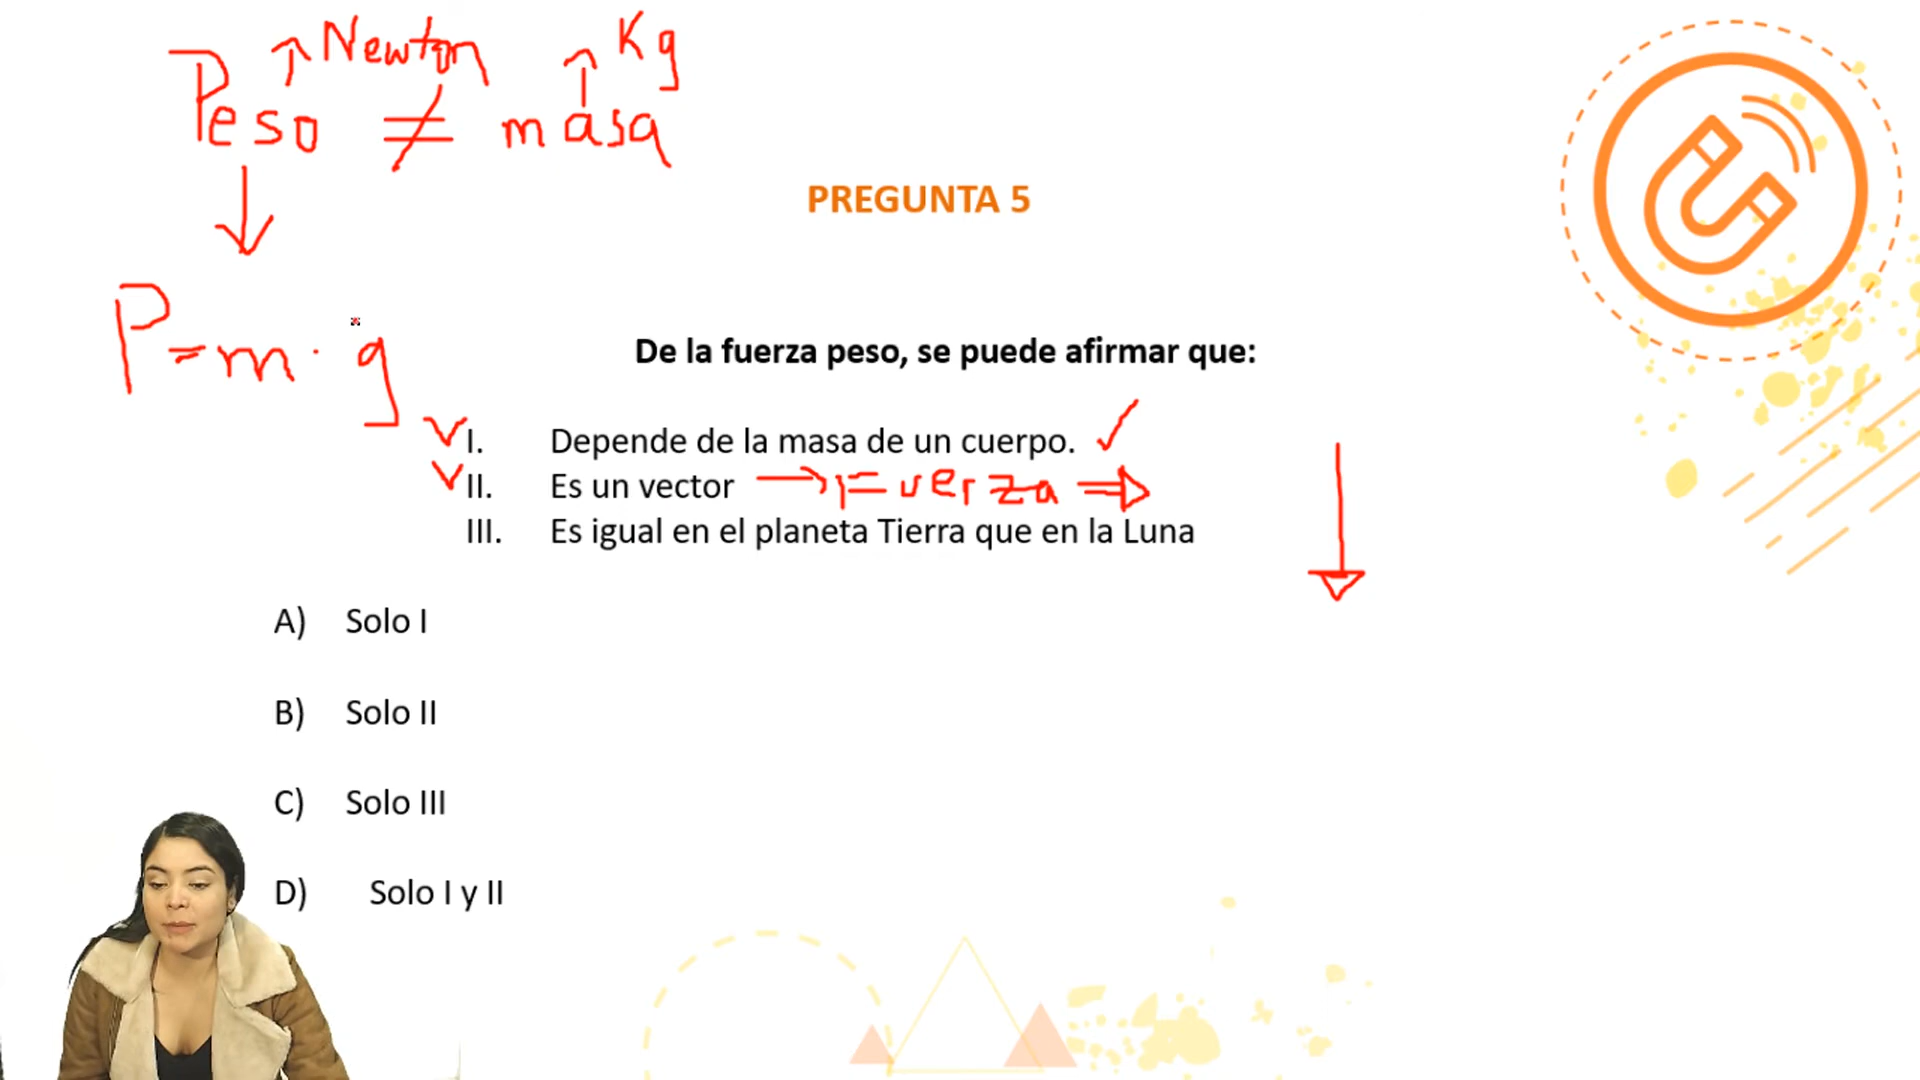 Newton Kg
Peso ≠ masa
PREGUNTA 5
P = m · g
De la fuerza peso, se puede afirmar que:
V I. Depende de la masa de un cuerpo. ✓
V II. Es un vector → Fuerza ⇒
III. Es igual en el planeta Tierra que en la Luna
A) Solo I
B) Solo II
C) Solo III
D) Solo I y II